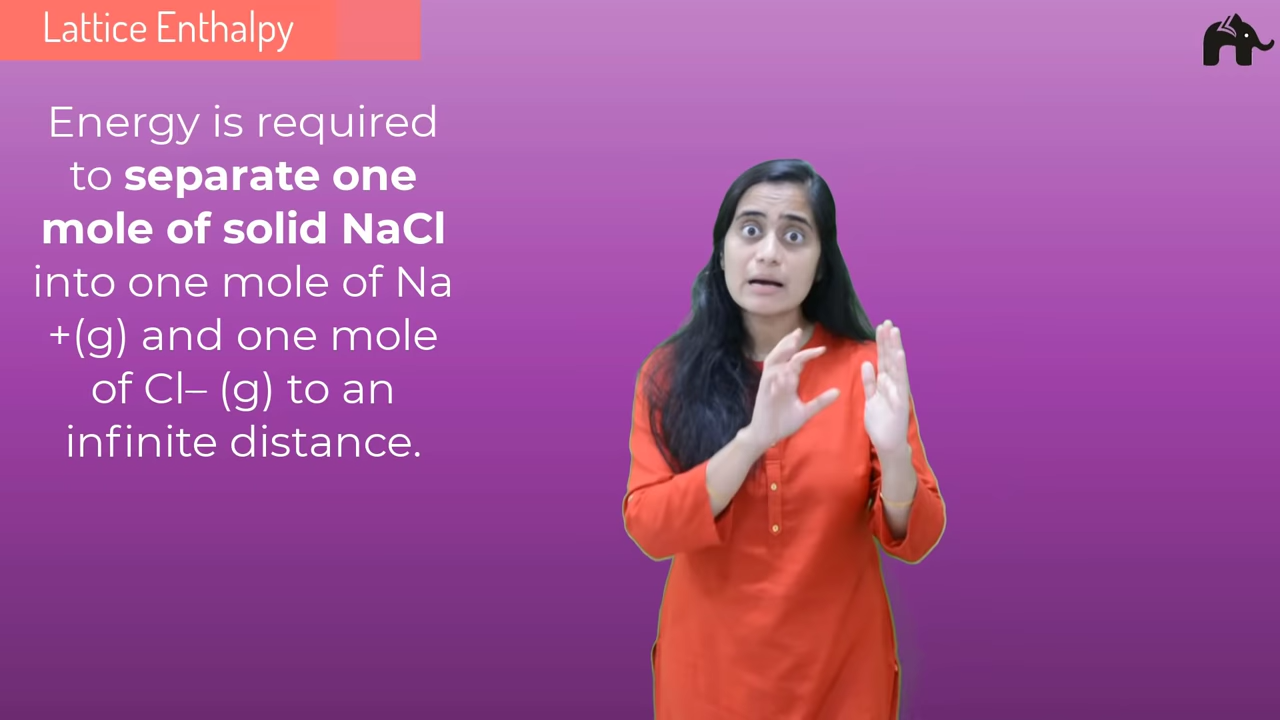 Lattice Enthalpy
Energy is required
to separate one
mole of solid NaCl
into one mole of Na
+(g) and one mole
of Cl– (g) to an
infinite distance.